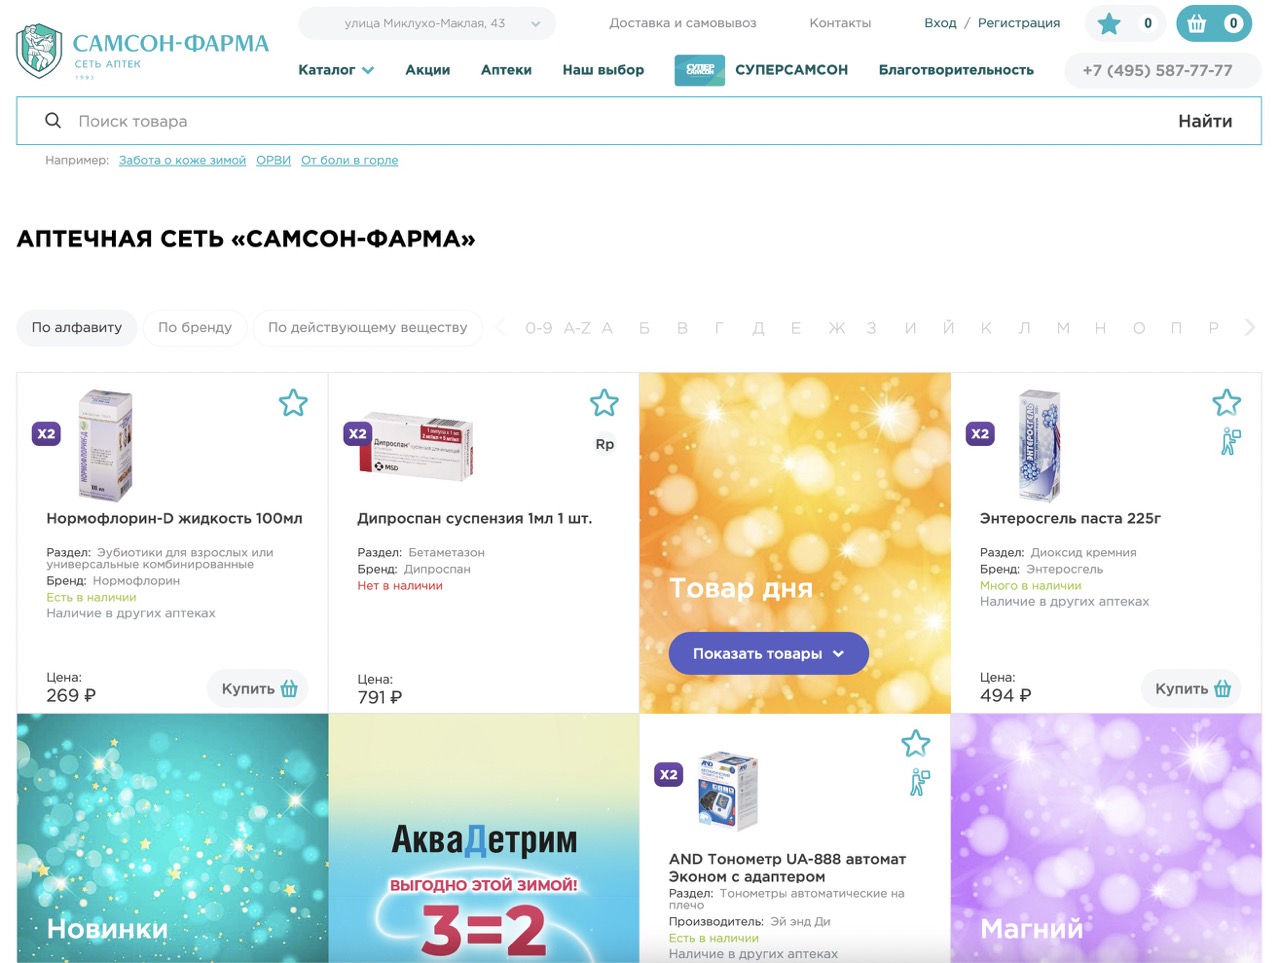 улица Миклухо-Маклая, 43
Доставка и самовывоз
Контакты
Вход / Регистрация
0
0
САМСОН-ФАРМА
СЕТЬ АПТЕК
1993
Каталог
Акции
Аптеки
Наш выбор
СУПЕР САМСОН
СУПЕРСАМСОН
Благотворительность
+7 (495) 587-77-77
Поиск товара
Найти
Например: Забота о коже зимой ОРВИ От боли в горле
АПТЕЧНАЯ СЕТЬ «САМСОН-ФАРМА»
По алфавиту
По бренду
По действующему веществу
0-9 A-Z А Б В Г Д Е Ж З И Й К Л М Н О П Р
X2
НОРМОФЛОРИН-Д
Нормофлорин-D жидкость 100мл
Раздел: Эубиотики для взрослых или
универсальные комбинированные
Бренд: Нормофлорин
Есть в наличии
Наличие в других аптеках
Цена:
269 ₽
Купить
X2
Rp
Дипроспан
MSD
Дипроспан суспензия 1мл 1 шт.
Раздел: Бетаметазон
Бренд: Дипроспан
Нет в наличии
Цена:
791 ₽
Товар дня
Показать товары
X2
ЭНТЕРОСГЕЛЬ
Энтеросгель паста 225г
Раздел: Диоксид кремния
Бренд: Энтеросгель
Много в наличии
Наличие в других аптеках
Цена:
494 ₽
Купить
Новинки
АкваДетрим
ВЫГОДНО ЭТОЙ ЗИМОЙ!
3=2
X2
AND
AND Тонометр UA-888 автомат
Эконом с адаптером
Раздел: Тонометры автоматические на
плечо
Производитель: Эй энд Ди
Есть в наличии
Наличие в других аптеках
Магний